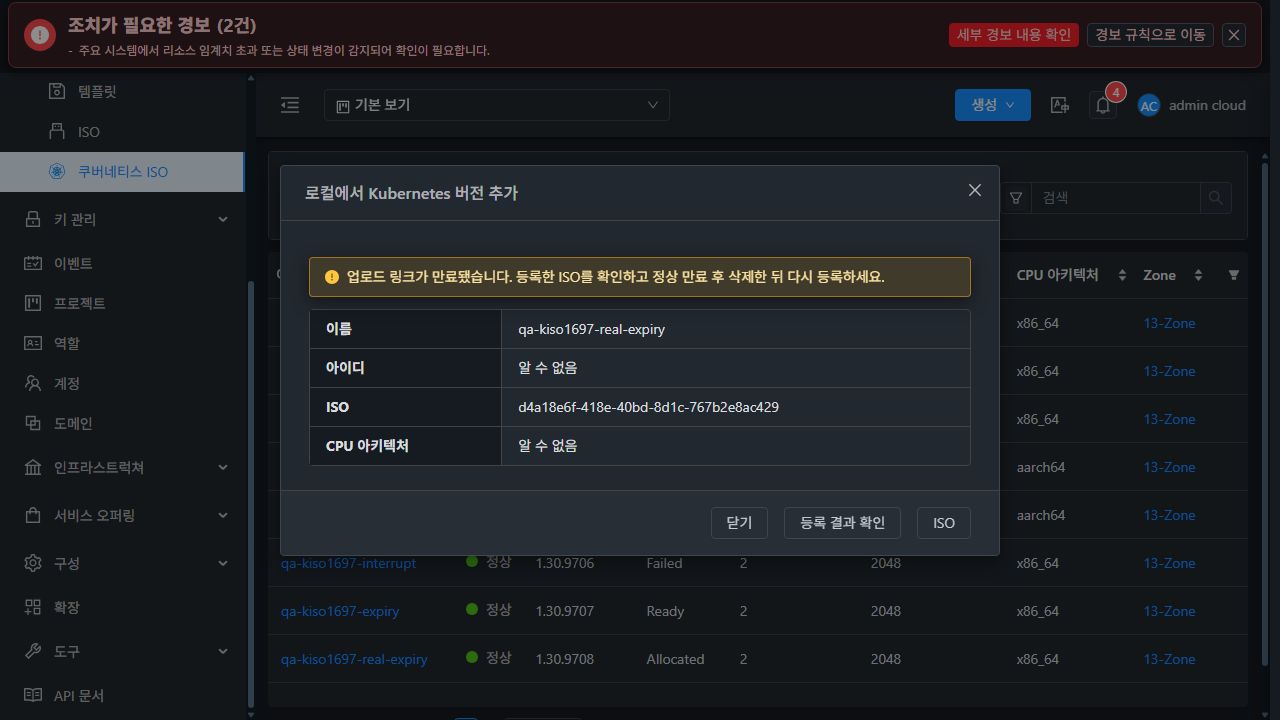 조치가 필요한 경보 (2건)
- 주요 시스템에서 리소스 임계치 초과 또는 상태 변경이 감지되어 확인이 필요합니다.
세부 경보 내용 확인
경보 규칙으로 이동
템플릿
ISO
쿠버네티스 ISO
키 관리
이벤트
프로젝트
역할
계정
도메인
인프라스트럭쳐
서비스 오퍼링
구성
확장
도구
API 문서
기본 보기
생성
4
AC
admin cloud
검색
로컬에서 Kubernetes 버전 추가
업로드 링크가 만료됐습니다. 등록한 ISO를 확인하고 정상 만료 후 삭제한 뒤 다시 등록하세요.
이름 qa-kiso1697-real-expiry
아이디 알 수 없음
ISO d4a18e6f-418e-40bd-8d1c-767b2e8ac429
CPU 아키텍처 알 수 없음
닫기
등록 결과 확인
ISO
CPU 아키텍처 Zone
x86_64 13-Zone
x86_64 13-Zone
x86_64 13-Zone
aarch64 13-Zone
aarch64 13-Zone
qa-kiso1697-interrupt 정상 1.30.9706 Failed 2 2048 x86_64 13-Zone
qa-kiso1697-expiry 정상 1.30.9707 Ready 2 2048 x86_64 13-Zone
qa-kiso1697-real-expiry 정상 1.30.9708 Allocated 2 2048 x86_64 13-Zone